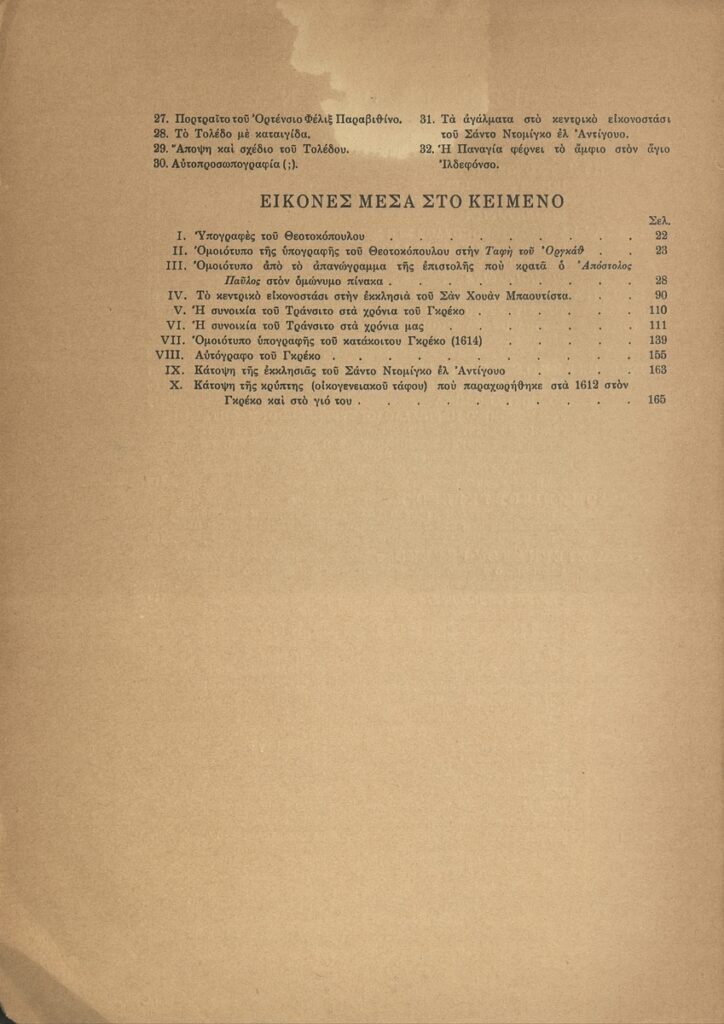 27. Πορτραῖτο τοῦ Ὀρτένσιο Φέλιξ Παραβιθίνο.
28. Τὸ Τολέδο μὲ καταιγίδα.
29. Ἄποψη καὶ σχέδιο τοῦ Τολέδου.
30. Αὐτοπροσωπογραφία (;).
31. Τὰ ἀγάλματα στὸ κεντρικὸ εἰκονοστάσι
τοῦ Σάντο Ντομίγκο ἐλ Ἀντίγουο.
32. Ἡ Παναγία φέρνει τὸ ἄμφιο στὸν ἅγιο
Ἰλδεφόνσο.
ΕΙΚΟΝΕΣ ΜΕΣΑ ΣΤΟ ΚΕΙΜΕΝΟ
Σελ.
I. Ὑπογραφὲς τοῦ Θεοτοκόπουλου . . . . . . . . . 22
II. Ὁμοιότυπο τῆς ὑπογραφῆς τοῦ Θεοτοκόπουλου στὴν Ταφὴ τοῦ Ὀργκάθ . . 23
III. Ὁμοιότυπο ἀπὸ τὸ ἀπανώγραμμα τῆς ἐπιστολῆς ποὺ κρατᾶ ὁ Ἀπόστολος
Παῦλος στὸν ὁμώνυμο πίνακα . . . . . . . . . 28
IV. Τὸ κεντρικὸ εἰκονοστάσι στὴν ἐκκλησιὰ τοῦ Σὰν Χουὰν Μπαουτίστα. . . 90
V. Ἡ συνοικία τοῦ Τράνσιτο στὰ χρόνια τοῦ Γκρέκο . . . . . . 110
VI. Ἡ συνοικία τοῦ Τράνσιτο στὰ χρόνια μας . . . . . . . 111
VII. Ὁμοιότυπο ὑπογραφῆς τοῦ κατάκοιτου Γκρέκο (1614) . . . . . 139
VIII. Αὐτόγραφο τοῦ Γκρέκο . . . . . . . . . . . 155
IX. Κάτοψη τῆς ἐκκλησιᾶς τοῦ Σάντο Ντομίγκο ἐλ Ἀντίγουο . . . . 163
X. Κάτοψη τῆς κρύπτης (οἰκογενειακοῦ τάφου) ποὺ παραχωρήθηκε στὰ 1612 στὸν
Γκρέκο καὶ στὸ γιό του . . . . . . . . . . 165